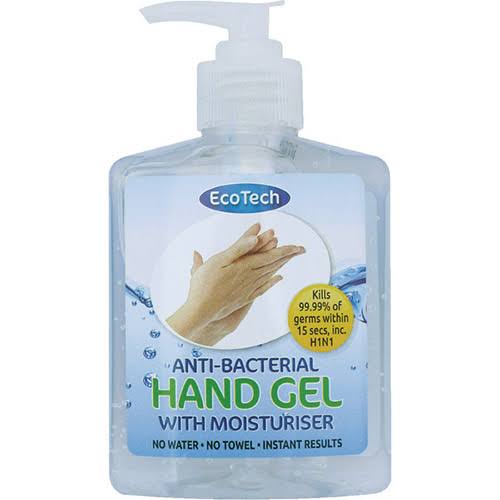 EcoTech
Kills
99.99% of
germs within
15 secs, inc.
H1N1
ANTI-BACTERIAL
HAND GEL
WITH MOISTURISER
NO WATER • NO TOWEL • INSTANT RESULTS